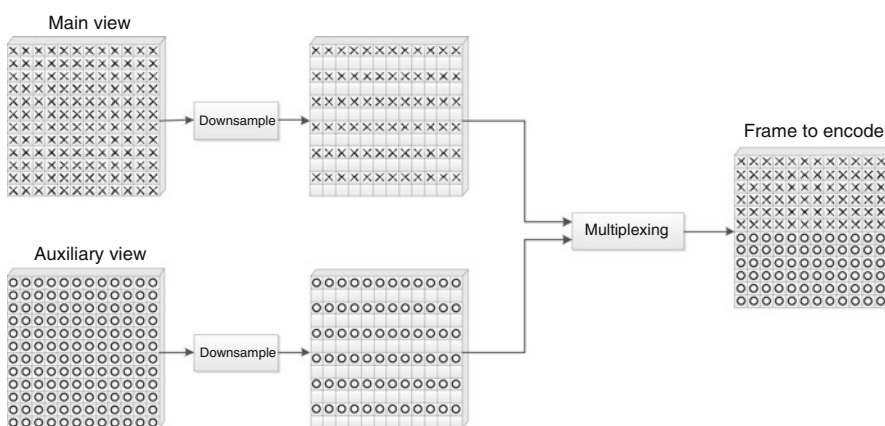 Main view
Downsample
Frame to encode
Multiplexing
Auxiliary view
Downsample